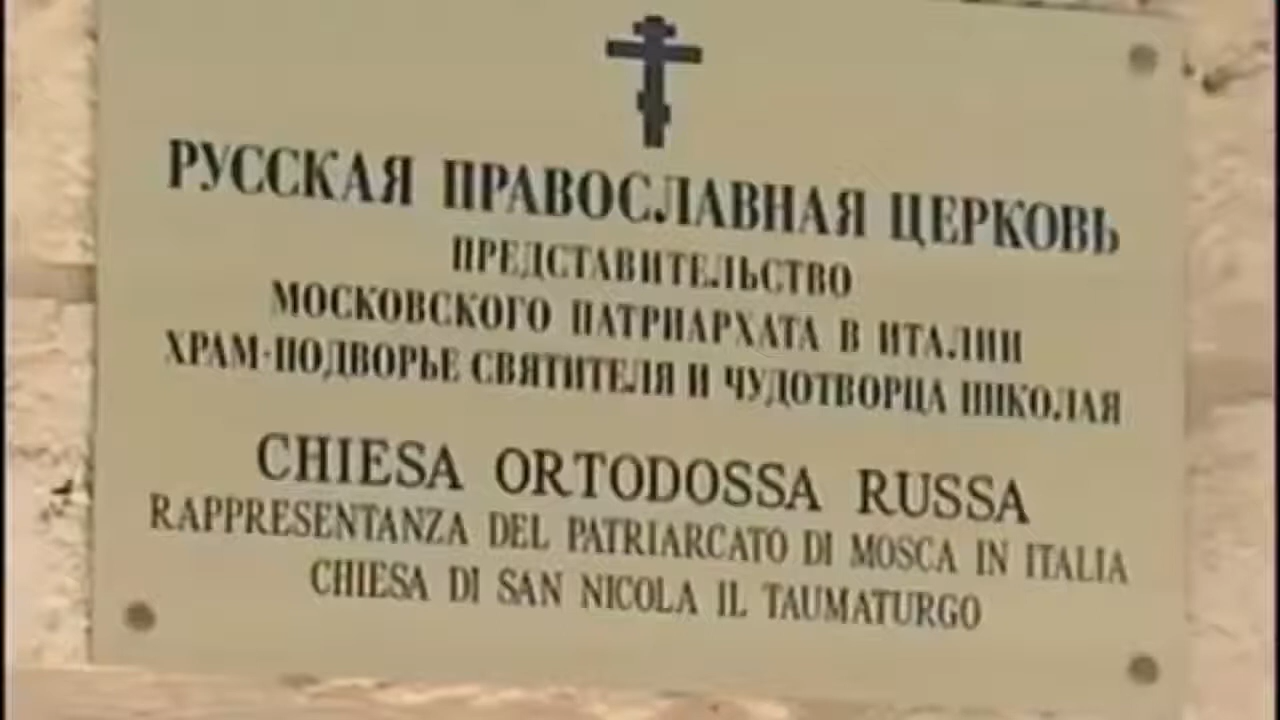 РУССКАЯ ПРАВОСЛАВНАЯ ЦЕРКОВЬ
ПРЕДСТАВИТЕЛЬСТВО
МОСКОВСКОГО ПАТРИАРХАТА В ИТАЛИИ
ХРАМ-ПОДВОРЬЕ СВЯТИТЕЛЯ И ЧУДОТВОРЦА НИКОЛАЯ
CHIESA ORTODOSSA RUSSA
RAPPRESENTANZA DEL PATRIARCATO DI MOSCA IN ITALIA
CHIESA DI SAN NICOLA IL TAUMATURGO